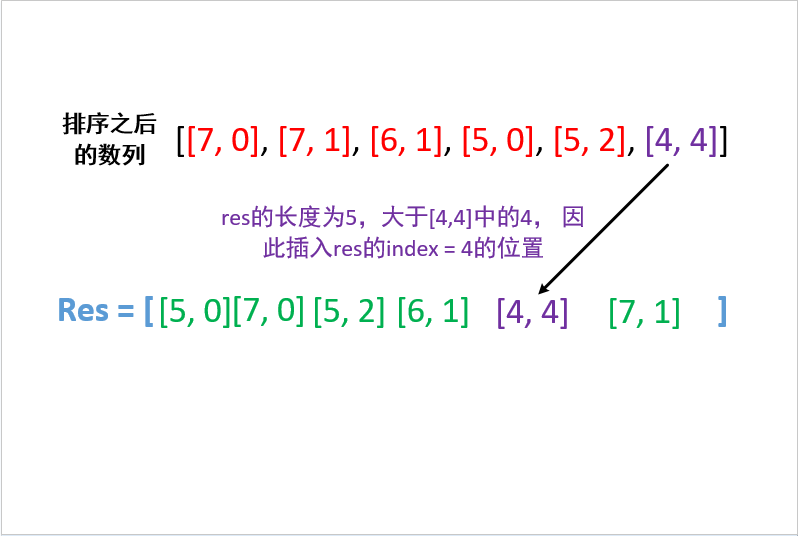 排序之后
的数列
[[7, 0], [7, 1], [6, 1], [5, 0], [5, 2], [4, 4]]
res的长度为5，大于[4,4]中的4， 因
此插入res的index = 4的位置
Res = [ [5, 0][7, 0] [5, 2] [6, 1] [4, 4] [7, 1] ]